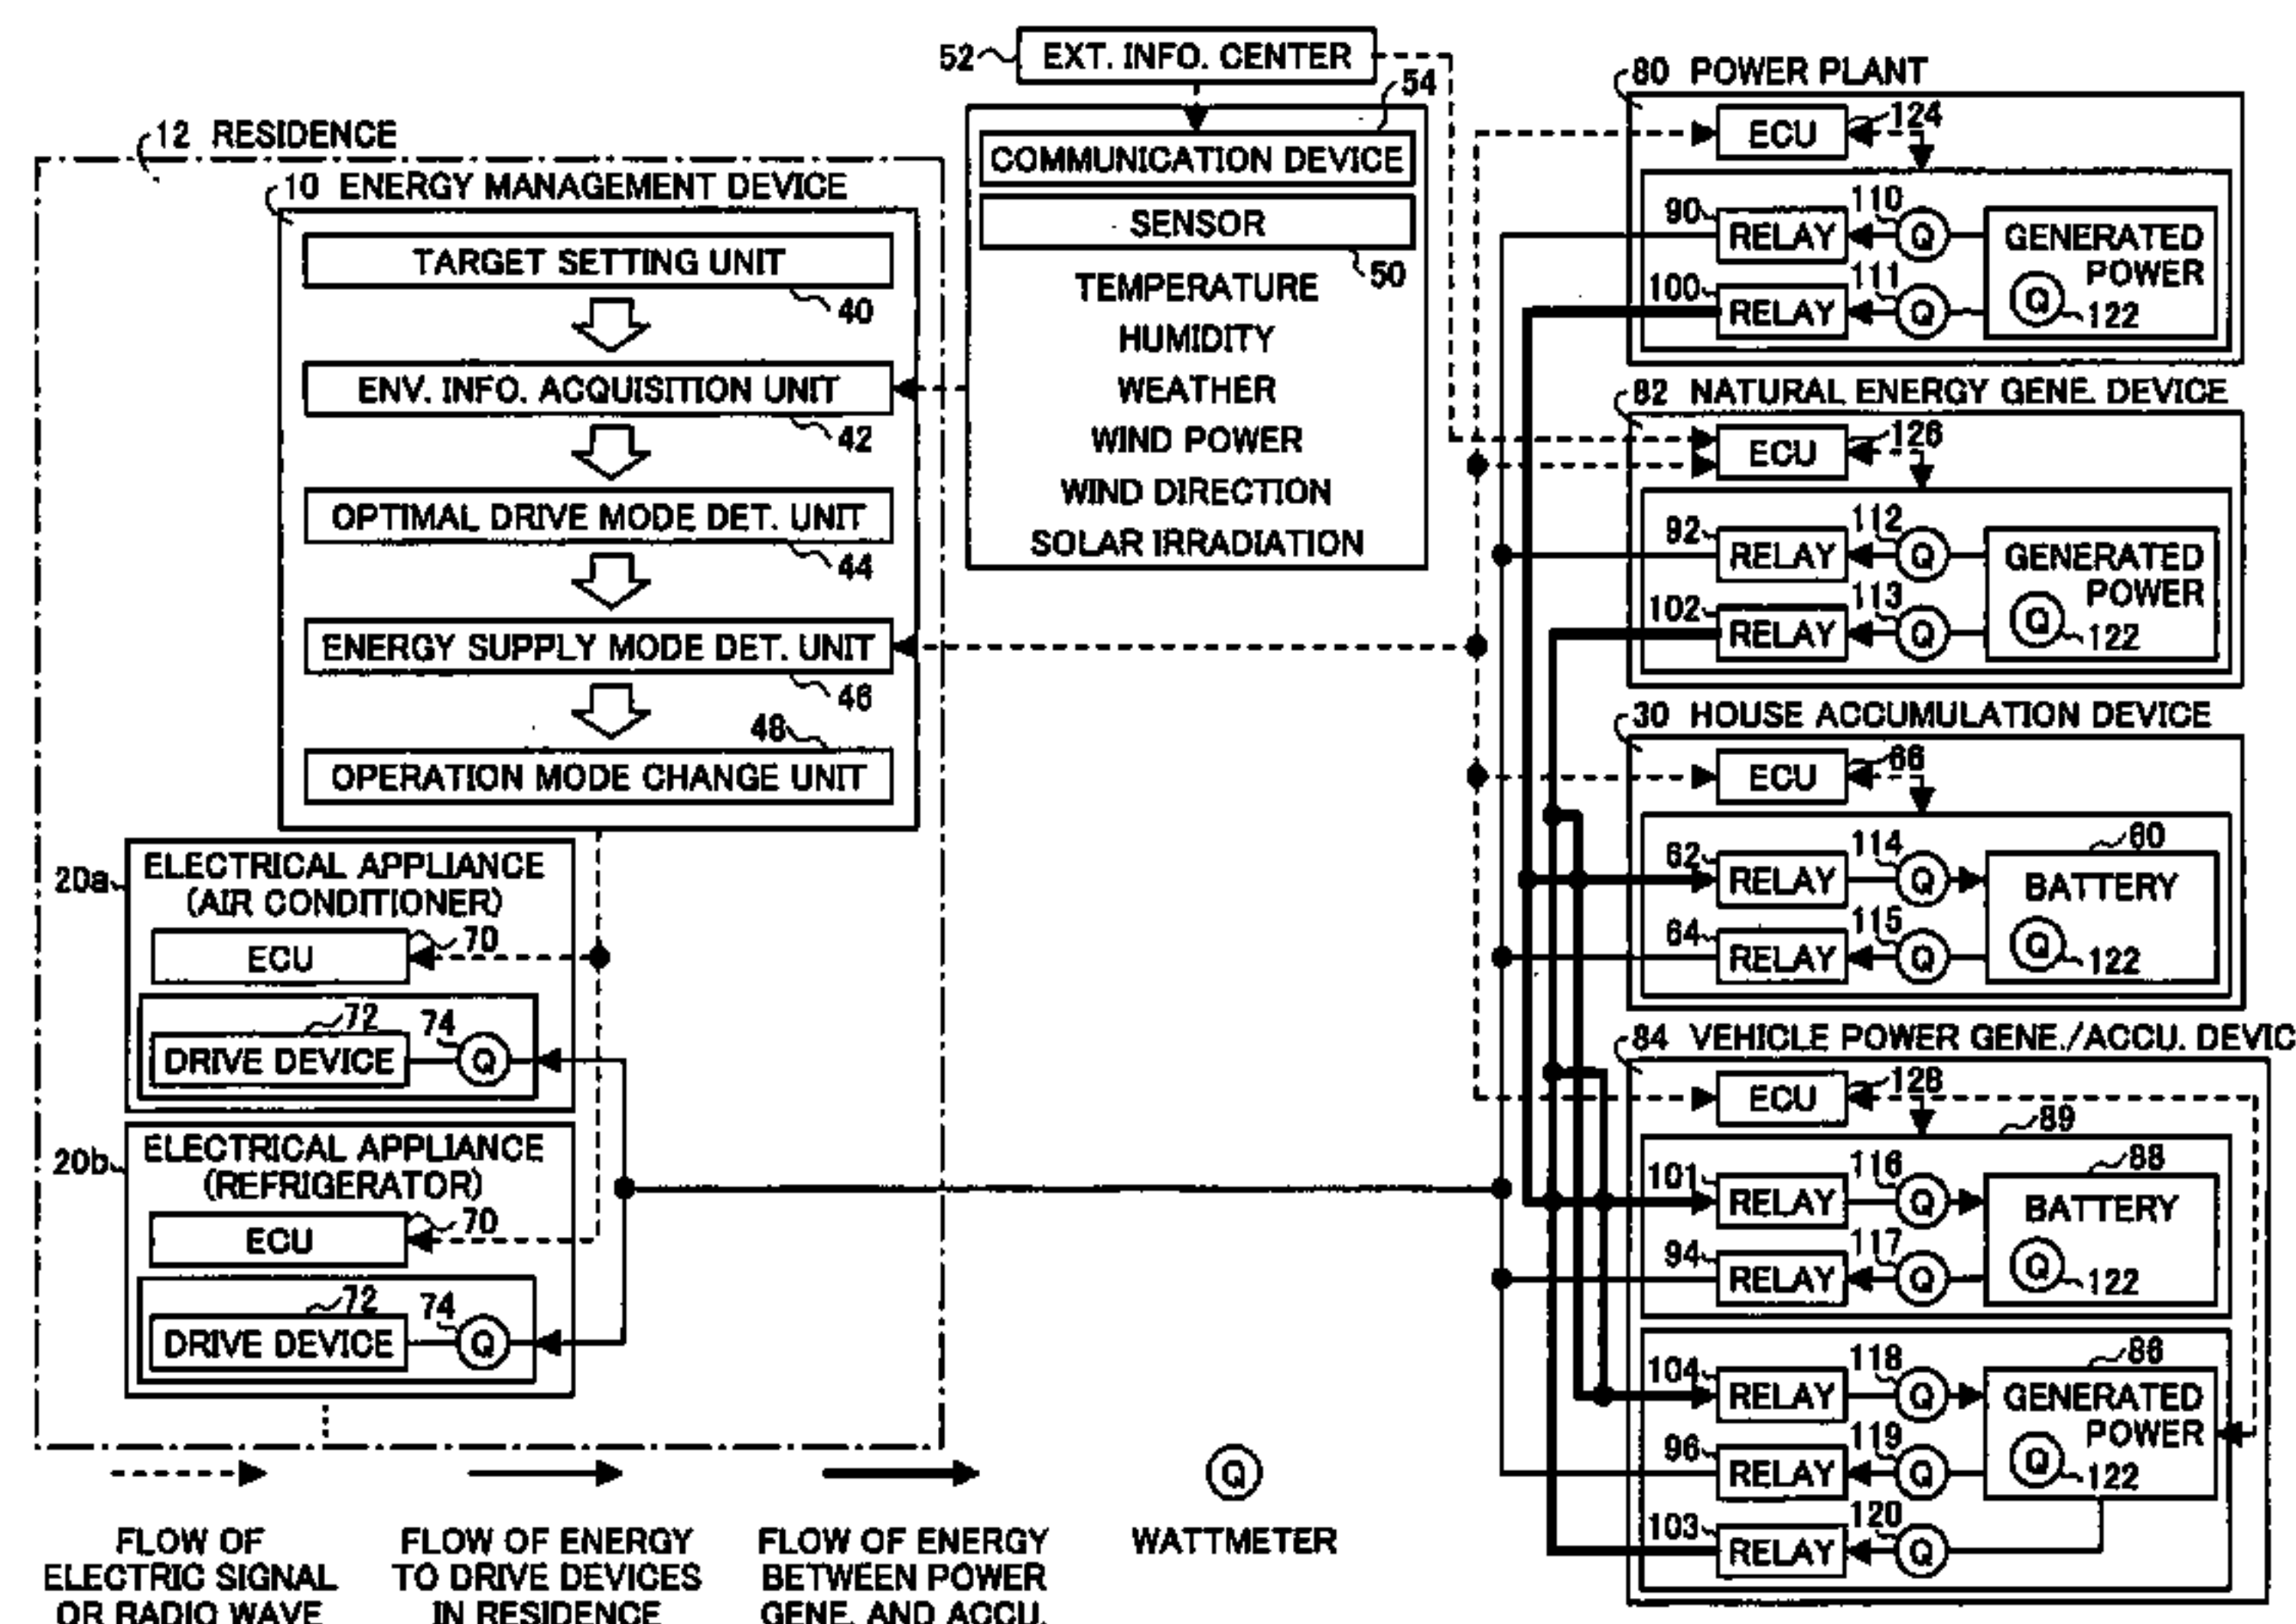 52 EXT. INFO. CENTER
54
COMMUNICATION DEVICE
SENSOR
50
TEMPERATURE
HUMIDITY
WEATHER
WIND POWER
WIND DIRECTION
SOLAR IRRADIATION
12 RESIDENCE
10 ENERGY MANAGEMENT DEVICE
TARGET SETTING UNIT
40
ENV. INFO. ACQUISITION UNIT
42
OPTIMAL DRIVE MODE DET. UNIT
44
ENERGY SUPPLY MODE DET. UNIT
46
48
OPERATION MODE CHANGE UNIT
20a
ELECTRICAL APPLIANCE
(AIR CONDITIONER)
70
ECU
72
74
DRIVE DEVICE
Q
20b
ELECTRICAL APPLIANCE
(REFRIGERATOR)
70
ECU
72
74
DRIVE DEVICE
Q
80 POWER PLANT
ECU
124
90 RELAY 110 Q
100 RELAY 111 Q
GENERATED
POWER
Q 122
82 NATURAL ENERGY GENE. DEVICE
ECU
126
92 RELAY 112 Q
102 RELAY 113 Q
GENERATED
POWER
Q 122
30 HOUSE ACCUMULATION DEVICE
ECU
66
60
62 RELAY 114 Q
64 RELAY 115 Q
BATTERY
Q 122
84 VEHICLE POWER GENE./ACCU. DEVIC
ECU
128
89
88
101 RELAY 116 Q
94 RELAY 117 Q
BATTERY
Q 122
86
104 RELAY 118 Q
96 RELAY 119 Q
103 RELAY 120 Q
GENERATED
POWER
Q 122
FLOW OF
ELECTRIC SIGNAL
OR RADIO WAVE
FLOW OF ENERGY
TO DRIVE DEVICES
IN RESIDENCE
FLOW OF ENERGY
BETWEEN POWER
GENE. AND ACCU.
Q
WATTMETER